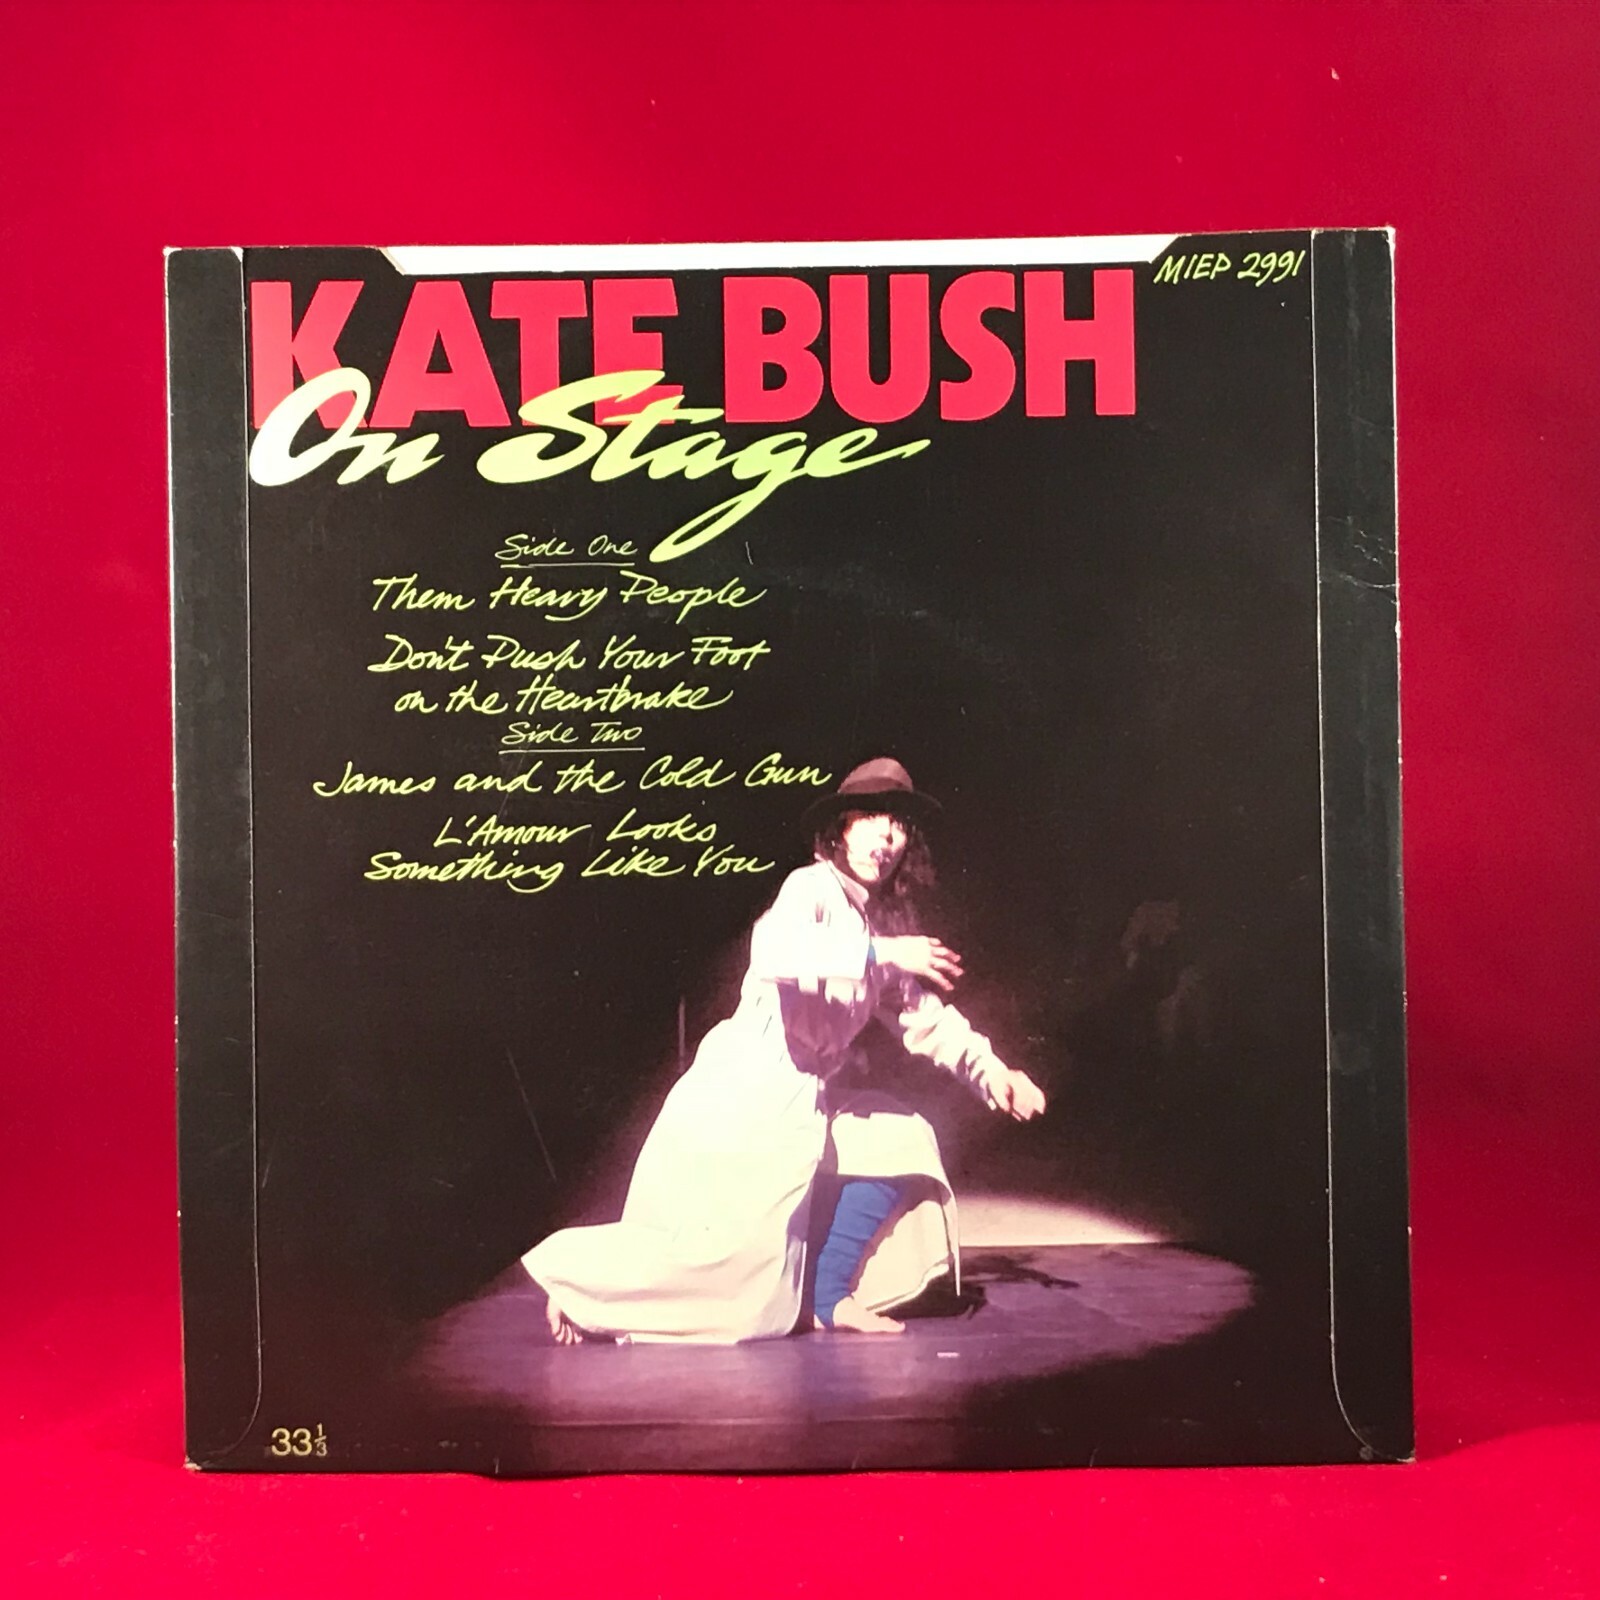 MIEP 2991
KATE BUSH
On Stage
Side One
Them Heavy People
Don't Push Your Foot
on the Heartbrake
Side Two
James and the Cold Gun
L'Amour Looks
Something Like You
33⅓